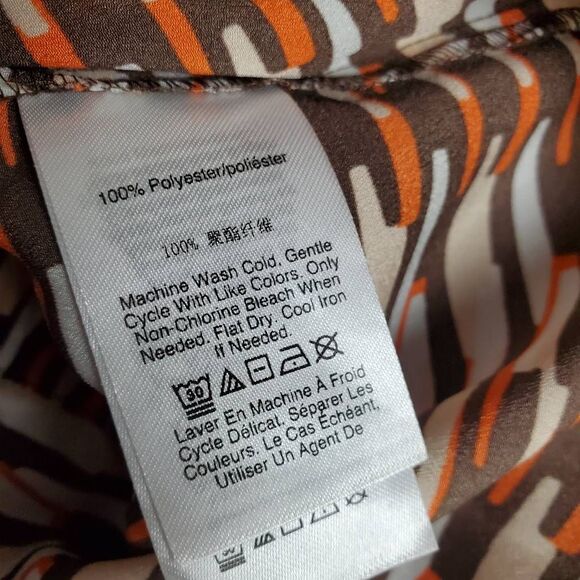 100% Polyester/poliéster
100% 聚酯纤维
Machine Wash Cold. Gentle
Cycle With Like Colors. Only
Non-Chlorine Bleach When
Needed. Flat Dry. Cool Iron
If Needed.
30
Laver En Machine À Froid
Cycle Délicat. Séparer Les
Couleurs. Le Cas Échéant,
Utiliser Un Agent De
30